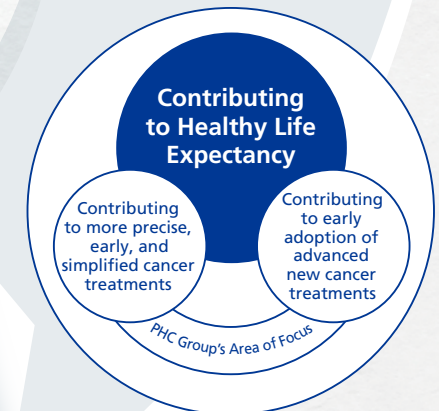 Contributing
to Healthy Life
Expectancy
Contributing
to more precise,
early, and
simplified cancer
treatments
Contributing
to early
adoption of
advanced
new cancer
treatments
PHC Group's Area of Focus